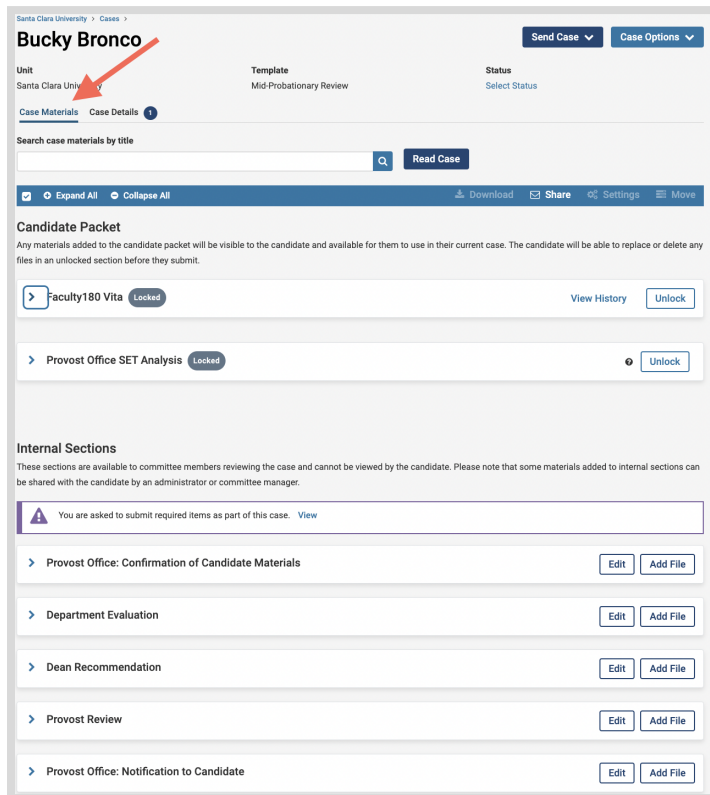 Santa Clara University > Cases >
Bucky Bronco
Send Case
Case Options
Unit
Template
Status
Santa Clara University
Mid-Probationary Review
Select Status
Case Materials
Case Details 1
Search case materials by title
Read Case
Expand All
Collapse All
Download
Share
Settings
Move
Candidate Packet
Any materials added to the candidate packet will be visible to the candidate and available for them to use in their current case. The candidate will be able to replace or delete any
files in an unlocked section before they submit.
Faculty180 Vita Locked
View History
Unlock
Provost Office SET Analysis Locked
Unlock
Internal Sections
These sections are available to committee members reviewing the case and cannot be viewed by the candidate. Please note that some materials added to internal sections can
be shared with the candidate by an administrator or committee manager.
You are asked to submit required items as part of this case. View
Provost Office: Confirmation of Candidate Materials
Edit
Add File
Department Evaluation
Edit
Add File
Dean Recommendation
Edit
Add File
Provost Review
Edit
Add File
Provost Office: Notification to Candidate
Edit
Add File